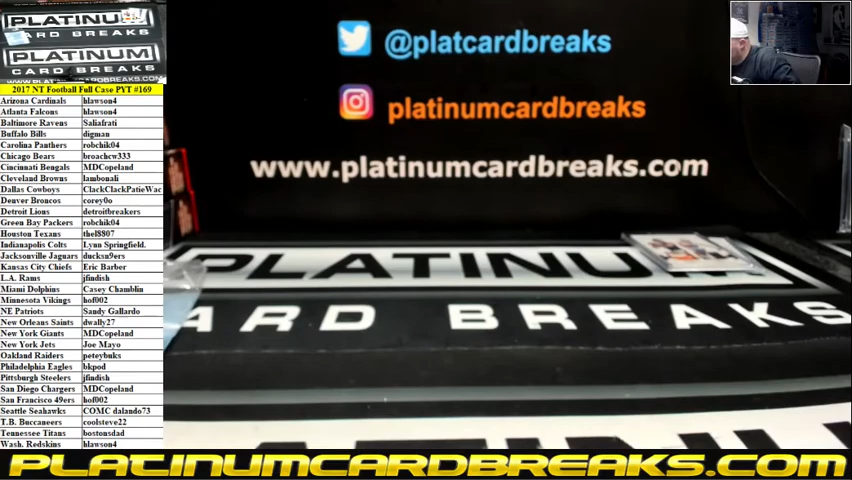 PLATINUM
CARD BREAKS
PLATINUM
CARD BREAKS
WWW.PLATINUMCARDBREAKS.COM
2017 NT Football Full Case PYT #169
Arizona Cardinals hlawson4
Atlanta Falcons hlawson4
Baltimore Ravens Saliafrati
Buffalo Bills digman
Carolina Panthers robchik04
Chicago Bears broachcw333
Cincinnati Bengals MDCopeland
Cleveland Browns lambonali
Dallas Cowboys ClackClackPatieWac
Denver Broncos corey0o
Detroit Lions detroitbreakers
Green Bay Packers robchik04
Houston Texans thel8807
Indianapolis Colts Lynn Springfield.
Jacksonville Jaguars ducksn9ers
Kansas City Chiefs Eric Barber
L.A. Rams jfindish
Miami Dolphins Casey Chamblin
Minnesota Vikings hof002
NE Patriots Sandy Gallardo
New Orleans Saints dwally27
New York Giants MDCopeland
New York Jets Joe Mayo
Oakland Raiders peteybuks
Philadelphia Eagles bkpod
Pittsburgh Steelers jfindish
San Diego Chargers MDCopeland
San Francisco 49ers hof002
Seattle Seahawks COMC dalando73
T.B. Buccaneers coolsteve22
Tennessee Titans bostonsdad
Wash. Redskins hlawson4
@platcardbreaks
platinumcardbreaks
www.platinumcardbreaks.com
PLATINU
ARD BREAKS
PLATINUMCARDBREAKS.COM